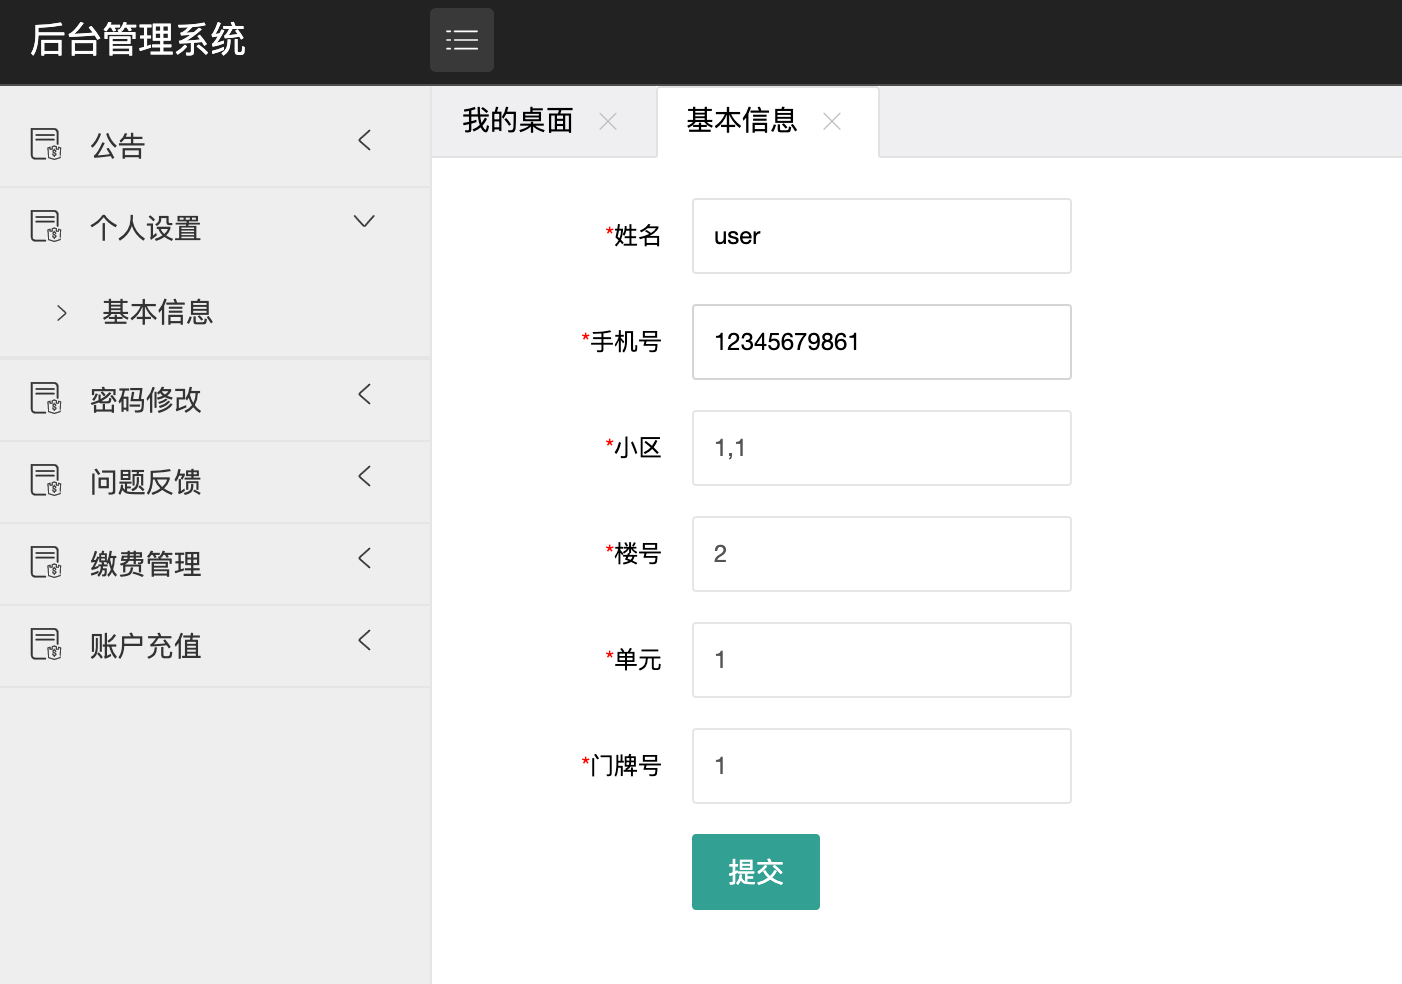 后台管理系统
我的桌面
基本信息
公告
个人设置
基本信息
密码修改
问题反馈
缴费管理
账户充值
*姓名 user
*手机号 12345679861
*小区 1,1
*楼号 2
*单元 1
*门牌号 1
提交